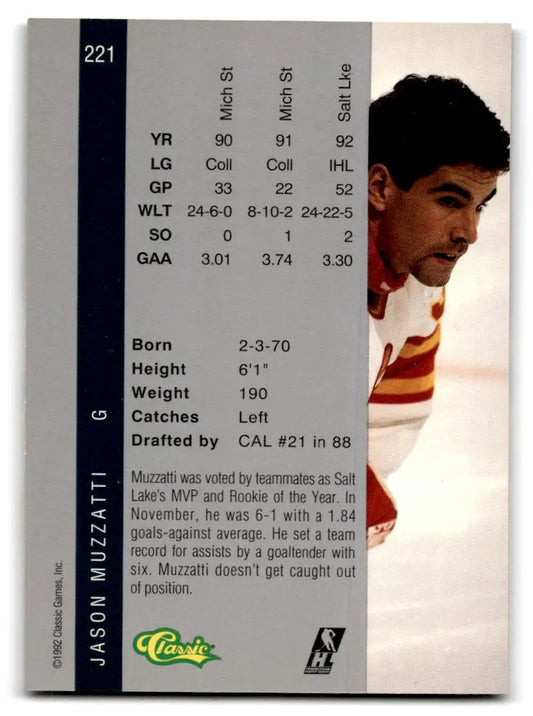 221
Mich St Mich St Salt Lke
YR 90 91 92
LG Coll Coll IHL
GP 33 22 52
WLT 24-6-0 8-10-2 24-22-5
SO 0 1 2
GAA 3.01 3.74 3.30
Born 2-3-70
Height 6'1"
Weight 190
Catches Left
Drafted by CAL #21 in 88
Muzzatti was voted by teammates as Salt
Lake's MVP and Rookie of the Year. In
November, he was 6-1 with a 1.84
goals-against average. He set a team
record for assists by a goaltender with
six. Muzzatti doesn't get caught out
of position.
JASON MUZZATTI G
©1992 Classic Games, Inc.
Classic